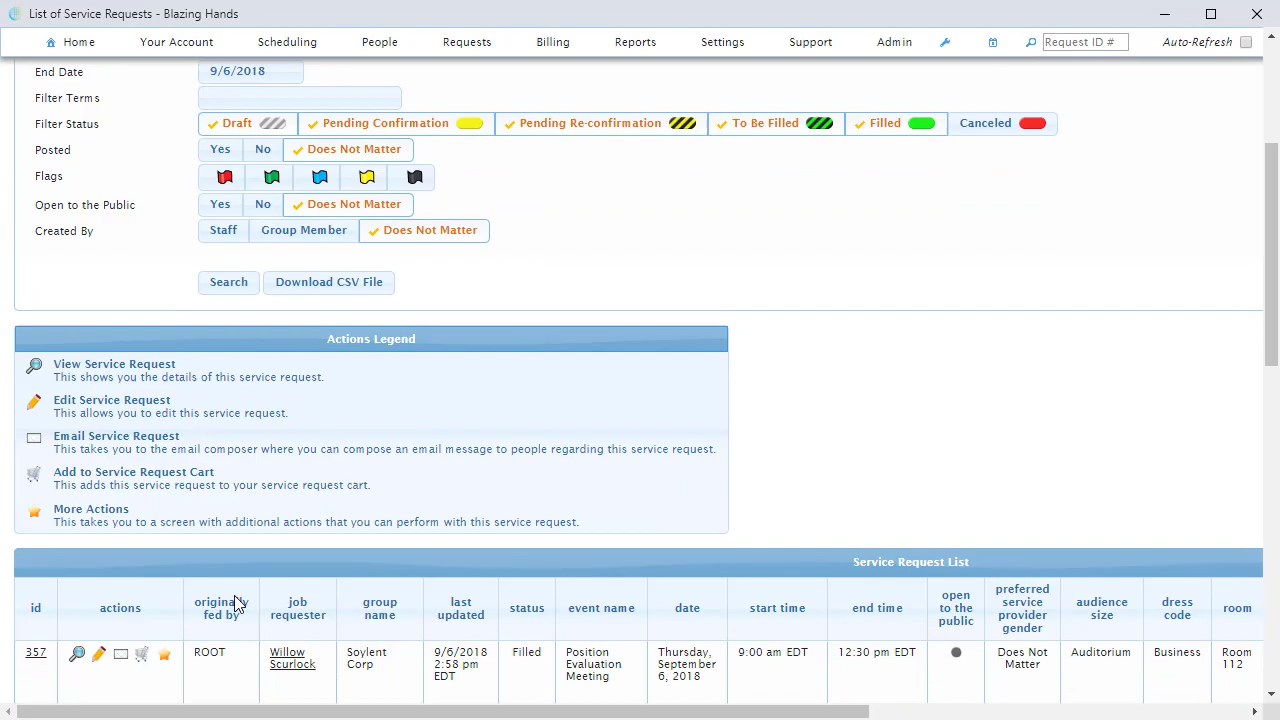 List of Service Requests - Blazing Hands
Home Your Account Scheduling People Requests Billing Reports Settings Support Admin Request ID # Auto-Refresh
End Date 9/6/2018
Filter Terms
Filter Status Draft Pending Confirmation Pending Re-confirmation To Be Filled Filled Canceled
Posted Yes No Does Not Matter
Flags
Open to the Public Yes No Does Not Matter
Created By Staff Group Member Does Not Matter
Search Download CSV File
Actions Legend
View Service Request
This shows you the details of this service request.
Edit Service Request
This allows you to edit this service request.
Email Service Request
This takes you to the email composer where you can compose an email message to people regarding this service request.
Add to Service Request Cart
This adds this service request to your service request cart.
More Actions
This takes you to a screen with additional actions that you can perform with this service request.
Service Request List
id actions originally fed by job requester group name last updated status event name date start time end time open to the public preferred service provider gender audience size dress code room
357 ROOT Willow Scurlock Soylent Corp 9/6/2018 2:58 pm EDT Filled Position Evaluation Meeting Thursday, September 6, 2018 9:00 am EDT 12:30 pm EDT Does Not Matter Auditorium Business Room 112